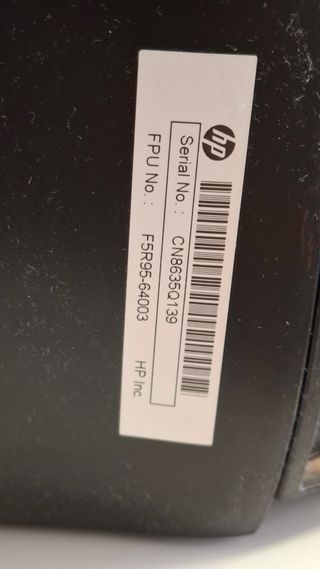 hp
Serial No. : CN8635Q139
FPU No. : F5R95-64003
HP Inc.